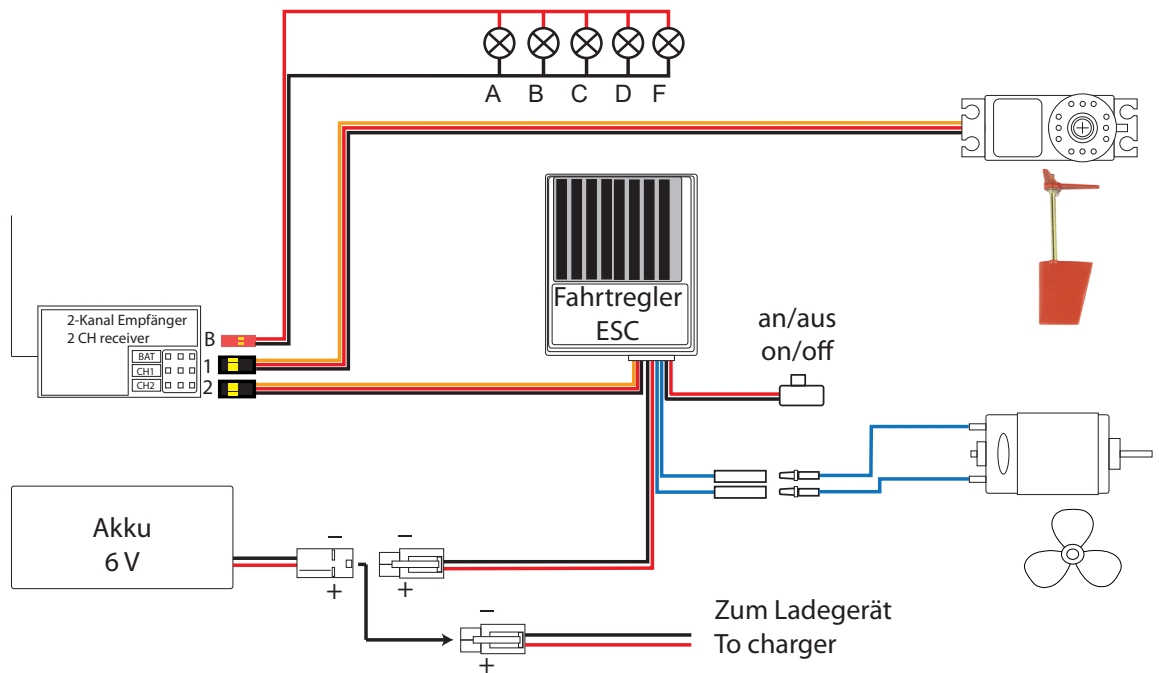 A B C D F
2-Kanal Empfänger
2 CH receiver
B
BAT
1
CH1
CH2
2
Fahrtregler
ESC
an/aus
on/off
Akku
6 V
– –
+ +
–
+
Zum Ladegerät
To charger